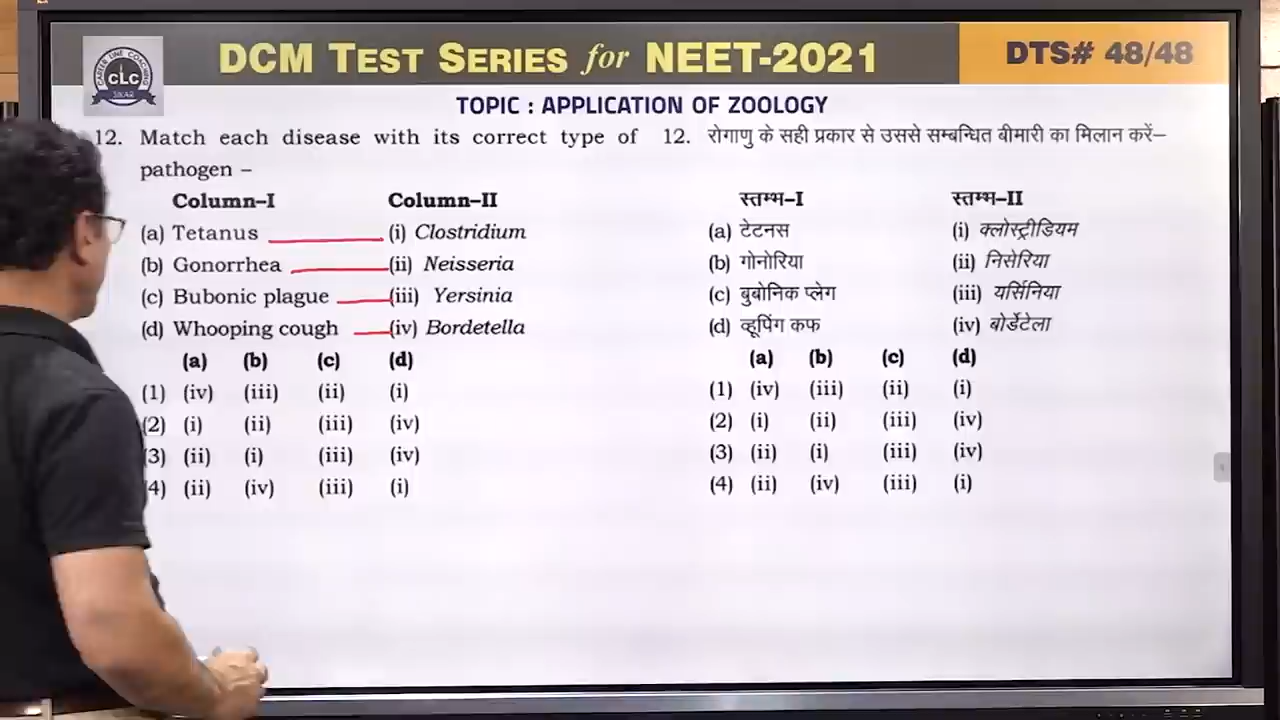 DCM TEST SERIES for NEET-2021
DTS# 48/48
CLC
SIKAR
TOPIC : APPLICATION OF ZOOLOGY
12. Match each disease with its correct type of pathogen –
Column–I Column–II
(a) Tetanus (i) Clostridium
(b) Gonorrhea (ii) Neisseria
(c) Bubonic plague (iii) Yersinia
(d) Whooping cough (iv) Bordetella
(a) (b) (c) (d)
(1) (iv) (iii) (ii) (i)
(2) (i) (ii) (iii) (iv)
(3) (ii) (i) (iii) (iv)
(4) (ii) (iv) (iii) (i)
12. रोगाणु के सही प्रकार से उससे सम्बन्धित बीमारी का मिलान करें–
स्तम्भ–I स्तम्भ–II
(a) टेटनस (i) क्लोस्ट्रीडियम
(b) गोनोरिया (ii) निसेरिया
(c) बुबोनिक प्लेग (iii) यर्सिनिया
(d) व्हूपिंग कफ (iv) बोर्डेटेला
(a) (b) (c) (d)
(1) (iv) (iii) (ii) (i)
(2) (i) (ii) (iii) (iv)
(3) (ii) (i) (iii) (iv)
(4) (ii) (iv) (iii) (i)